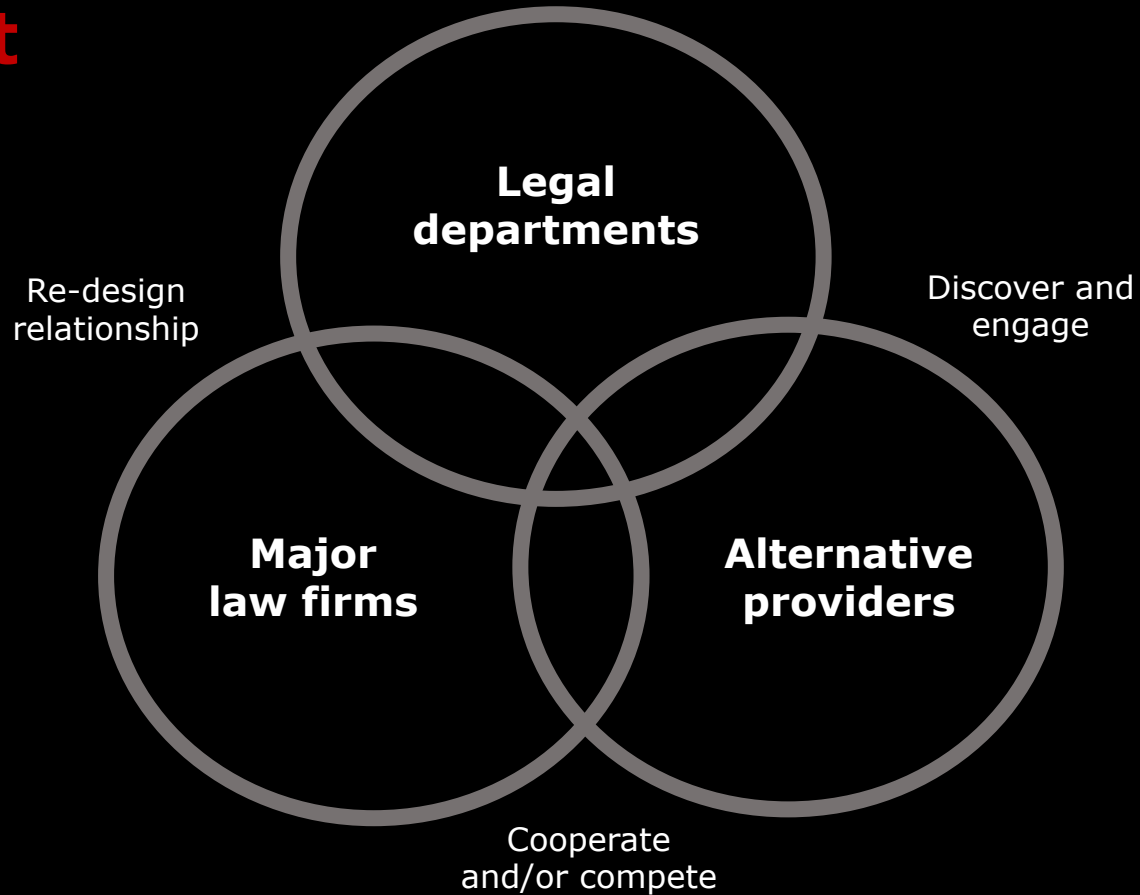 t
Legal
departments
Re-design
relationship
Discover and
engage
Major
law firms
Alternative
providers
Cooperate
and/or compete